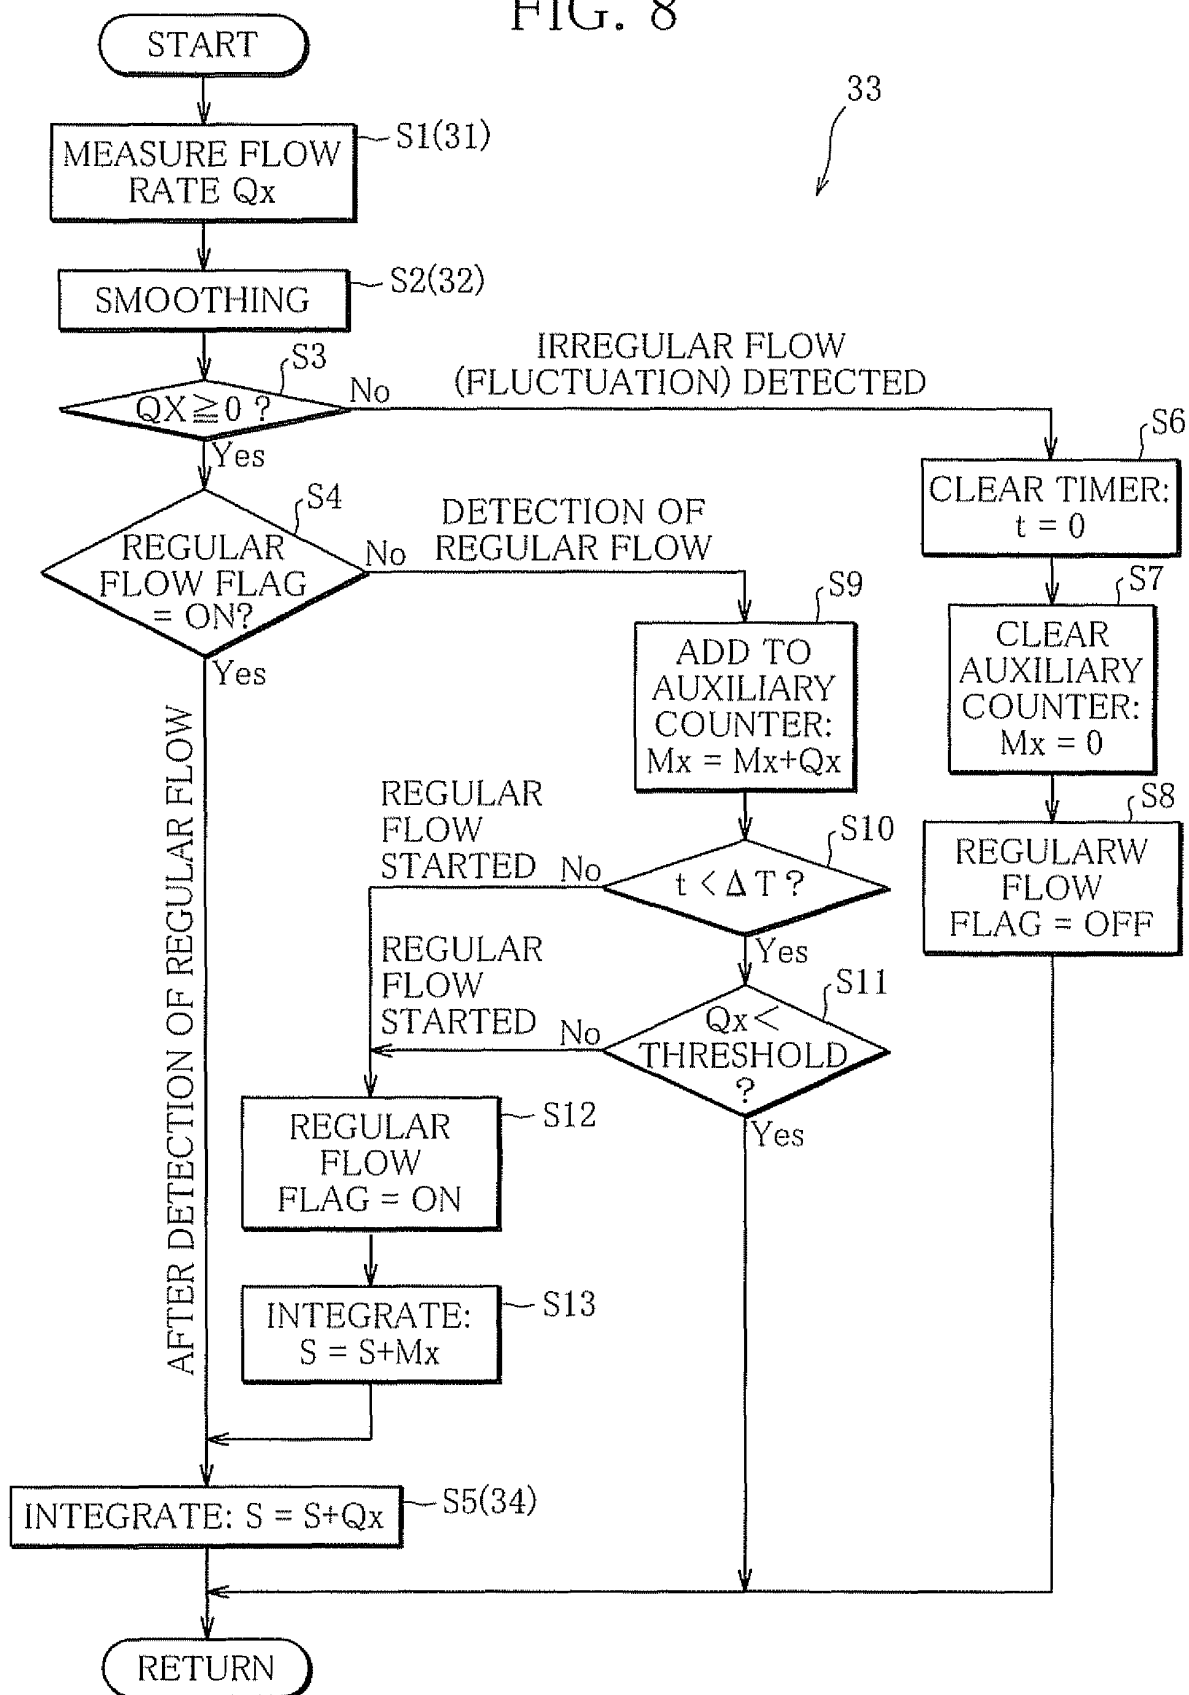 FIG. 8
START
33
S1(31)
MEASURE FLOW
RATE Qx
S2(32)
SMOOTHING
S3
QX≧0 ?
No
IRREGULAR FLOW
(FLUCTUATION) DETECTED
Yes
S6
CLEAR TIMER:
t = 0
S4
REGULAR
FLOW FLAG
= ON?
No
DETECTION OF
REGULAR FLOW
Yes
S7
CLEAR
AUXILIARY
COUNTER:
Mx = 0
S9
ADD TO
AUXILIARY
COUNTER:
Mx = Mx+Qx
S8
REGULARW
FLOW
FLAG = OFF
AFTER DETECTION OF REGULAR FLOW
REGULAR
FLOW
STARTED
No
S10
t < Δ T ?
Yes
REGULAR
FLOW
STARTED
No
S11
Qx <
THRESHOLD
?
Yes
S12
REGULAR
FLOW
FLAG = ON
S13
INTEGRATE:
S = S+Mx
S5(34)
INTEGRATE: S = S+Qx
RETURN